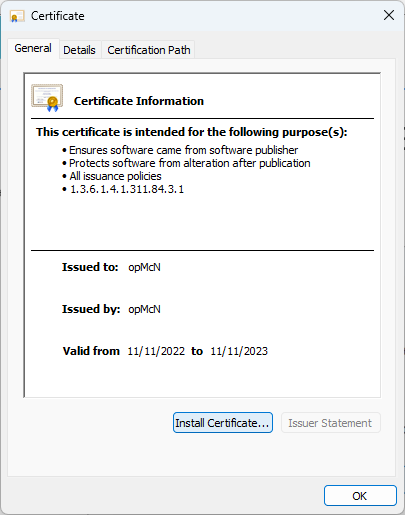 Certificate
General Details Certification Path
Certificate Information
This certificate is intended for the following purpose(s):
• Ensures software came from software publisher
• Protects software from alteration after publication
• All issuance policies
• 1.3.6.1.4.1.311.84.3.1
Issued to: opMcN
Issued by: opMcN
Valid from 11/11/2022 to 11/11/2023
Install Certificate... Issuer Statement
OK